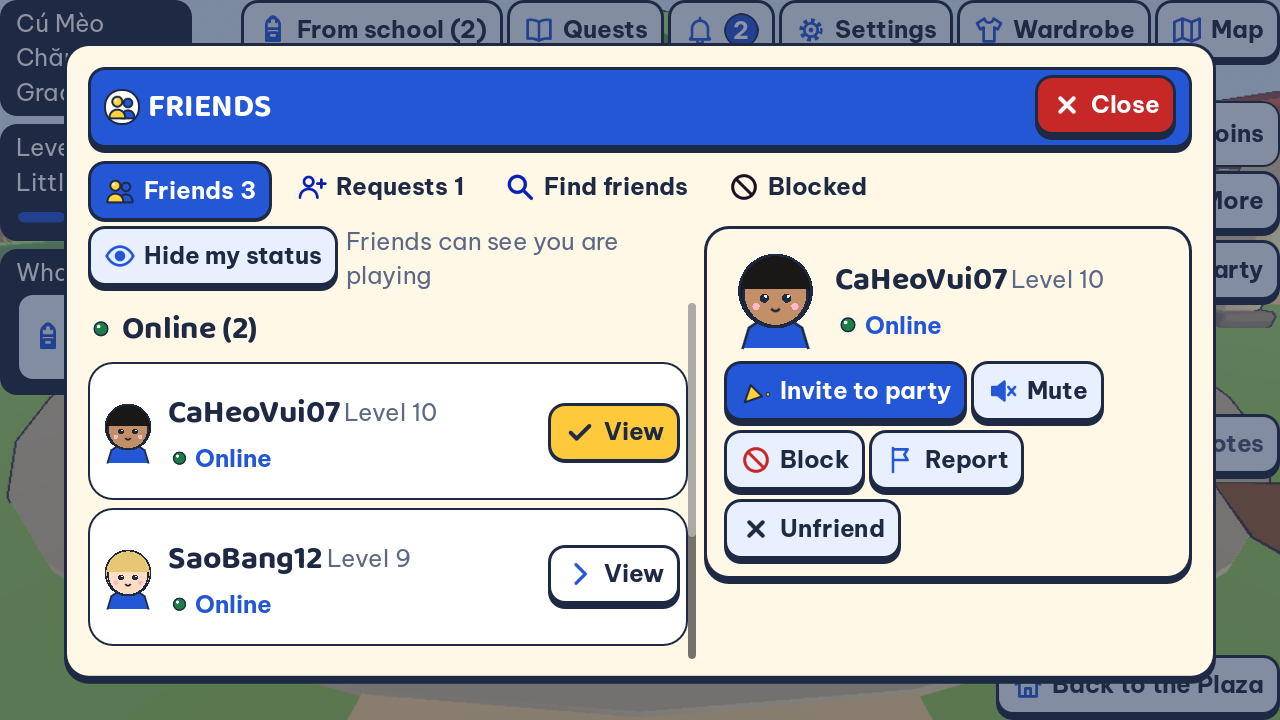 Cú Mèo
From school (2)
Quests
2
Settings
Wardrobe
Map
FRIENDS
Close
Friends 3
Requests 1
Find friends
Blocked
Hide my status
Friends can see you are
playing
Online (2)
CaHeoVui07 Level 10
Online
View
SaoBang12 Level 9
Online
View
CaHeoVui07 Level 10
Online
Invite to party
Mute
Block
Report
Unfriend
Back to the Plaza